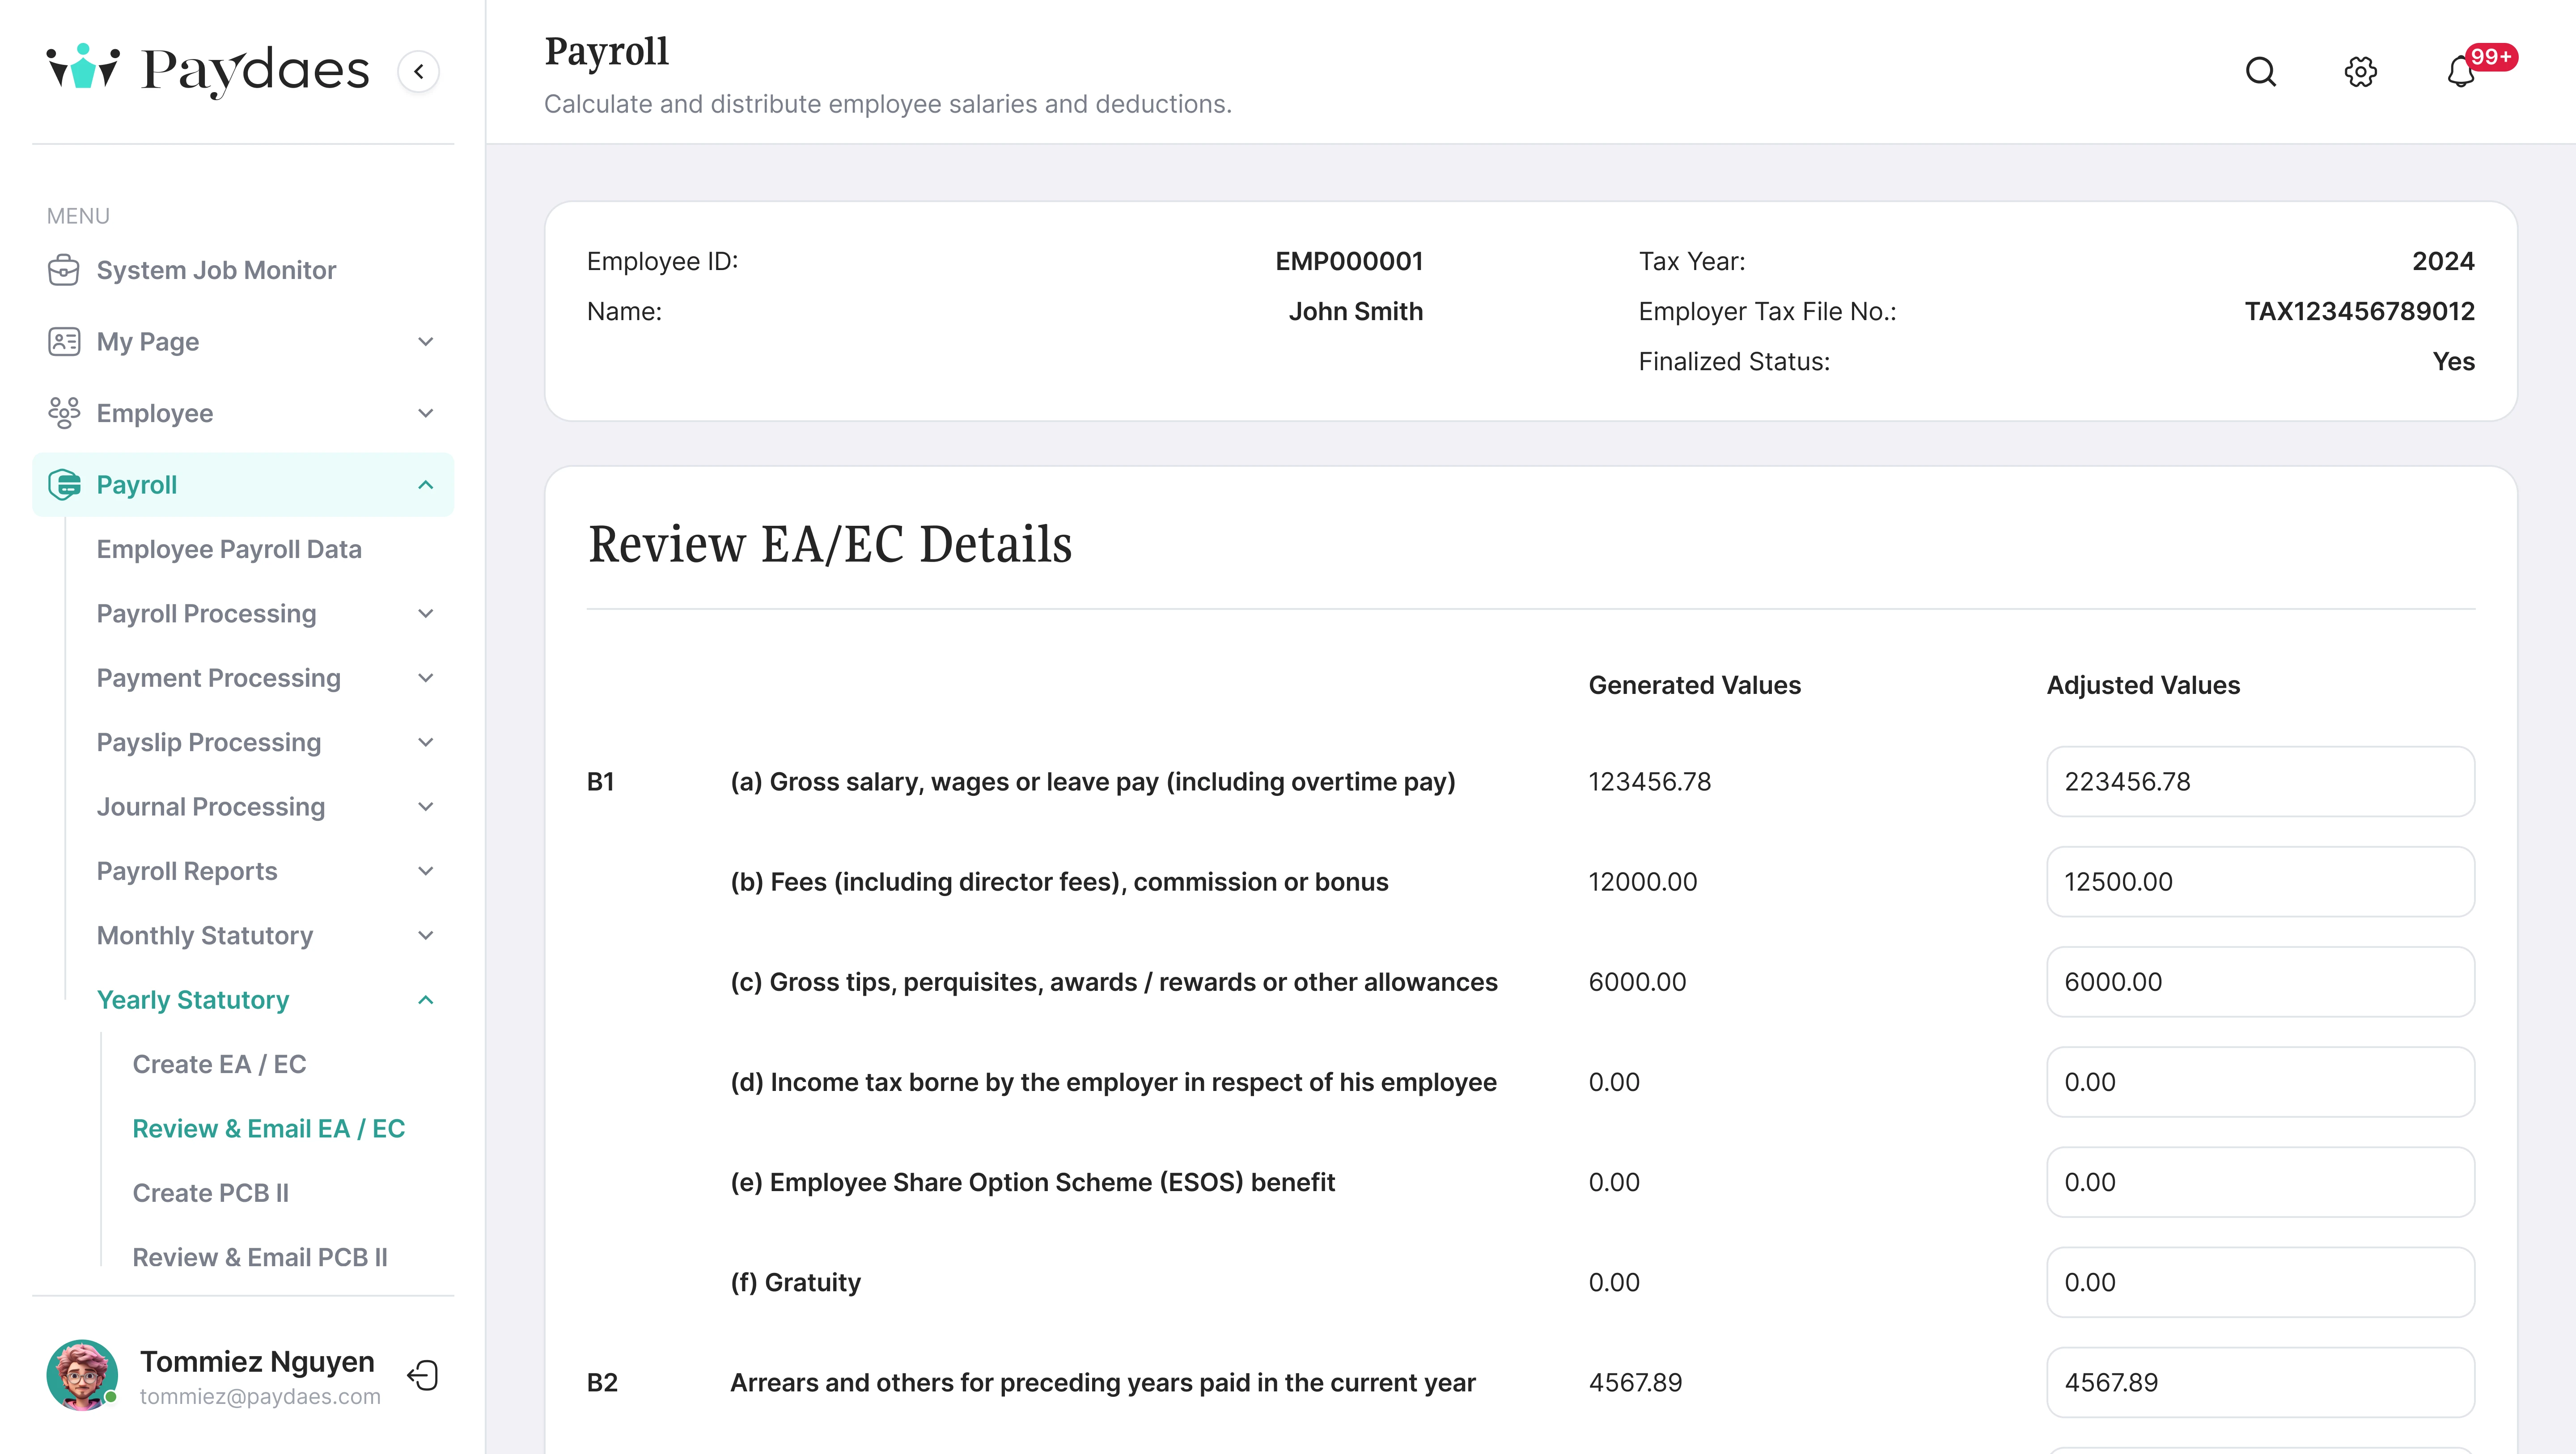 Paydaes
MENU
System Job Monitor
My Page
Employee
Payroll
Employee Payroll Data
Payroll Processing
Payment Processing
Payslip Processing
Journal Processing
Payroll Reports
Monthly Statutory
Yearly Statutory
Create EA / EC
Review & Email EA / EC
Create PCB II
Review & Email PCB II
Tommiez Nguyen
tommiez@paydaes.com
Payroll
Calculate and distribute employee salaries and deductions.
99+
Employee ID: EMP000001
Name: John Smith
Tax Year: 2024
Employer Tax File No.: TAX123456789012
Finalized Status: Yes
Review EA/EC Details
Generated Values Adjusted Values
B1 (a) Gross salary, wages or leave pay (including overtime pay) 123456.78 223456.78
(b) Fees (including director fees), commission or bonus 12000.00 12500.00
(c) Gross tips, perquisites, awards / rewards or other allowances 6000.00 6000.00
(d) Income tax borne by the employer in respect of his employee 0.00 0.00
(e) Employee Share Option Scheme (ESOS) benefit 0.00 0.00
(f) Gratuity 0.00 0.00
B2 Arrears and others for preceding years paid in the current year 4567.89 4567.89